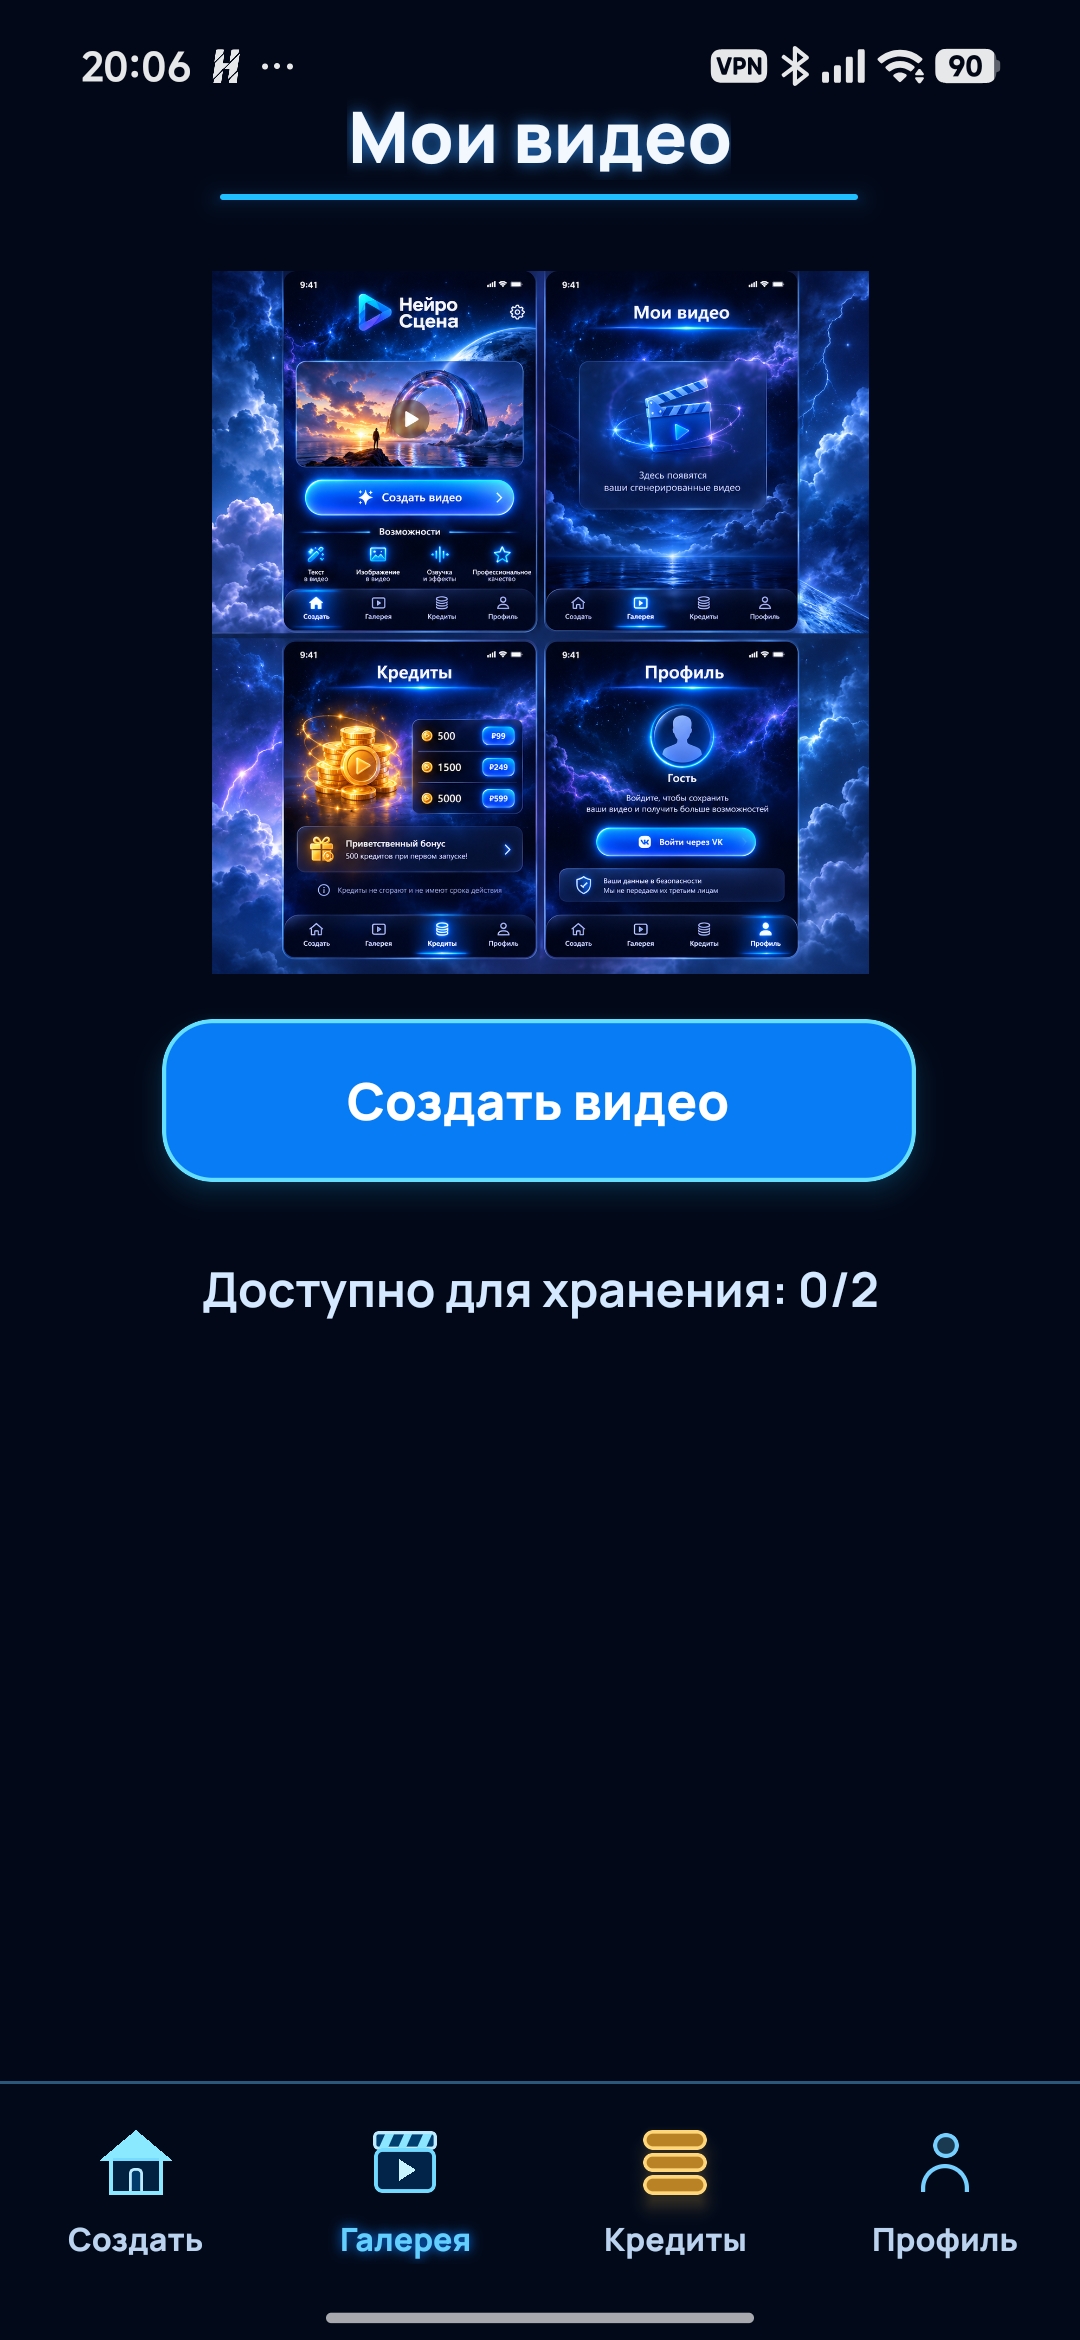 20:06
VPN
90
Мои видео
9:41
Нейро
Сцена
Создать видео
Возможности
Текст
в видео
Изображение
в видео
Озвучка
и эффекты
Профессиональное
качество
Создать
Галерея
Кредиты
Профиль
9:41
Мои видео
Здесь появятся
ваши сгенерированные видео
Создать
Галерея
Кредиты
Профиль
9:41
Кредиты
500
₽99
1500
₽249
5000
₽599
Приветственный бонус
500 кредитов при первом запуске!
Кредиты не сгорают и не имеют срока действия
Создать
Галерея
Кредиты
Профиль
9:41
Профиль
Гость
Войдите, чтобы сохранить
ваши видео и получить больше возможностей
Войти через VK
Ваши данные в безопасности
Мы не передаем их третьим лицам
Создать
Галерея
Кредиты
Профиль
Создать видео
Доступно для хранения: 0/2
Создать
Галерея
Кредиты
Профиль